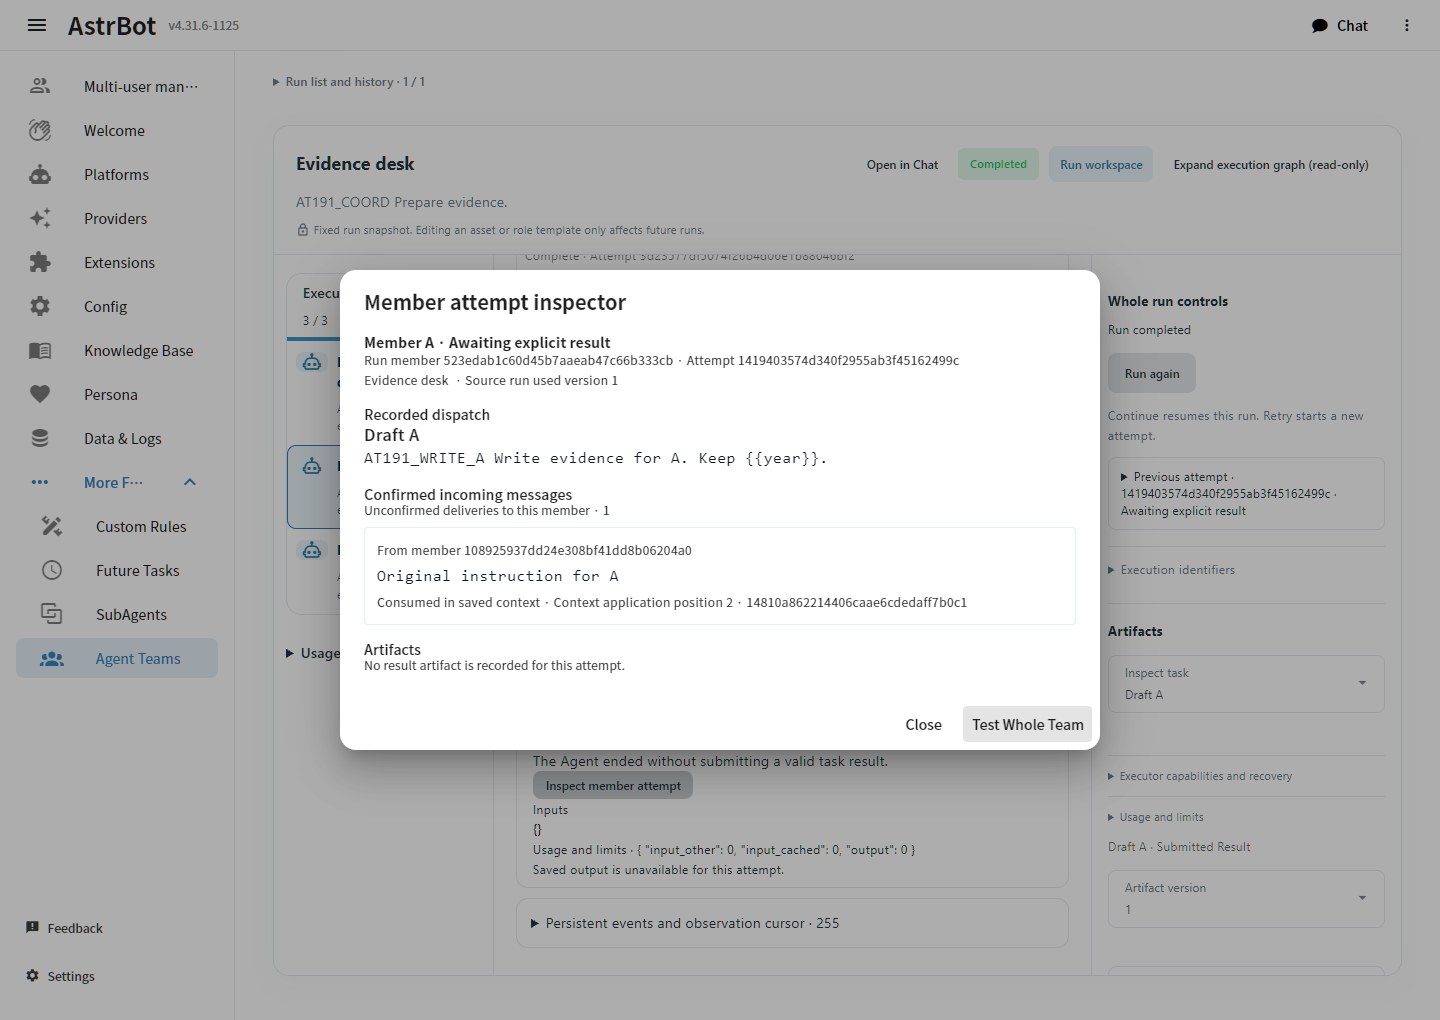 AstrBot v4.31.6-1125
Chat
Multi-user man···
Welcome
Platforms
Providers
Extensions
Config
Knowledge Base
Persona
Data & Logs
More F···
Custom Rules
Future Tasks
SubAgents
Agent Teams
Feedback
Settings
Run list and history · 1 / 1
Evidence desk
Open in Chat
Completed
Run workspace
Expand execution graph (read-only)
AT191_COORD Prepare evidence.
Fixed run snapshot. Editing an asset or role template only affects future runs.
Execu
3 / 3
Usage
Member attempt inspector
Member A · Awaiting explicit result
Run member 523edab1c60d45b7aaeab47c66b333cb · Attempt 1419403574d340f2955ab3f45162499c
Evidence desk · Source run used version 1
Recorded dispatch
Draft A
AT191_WRITE_A Write evidence for A. Keep {{year}}.
Confirmed incoming messages
Unconfirmed deliveries to this member · 1
From member 108925937dd24e308bf41dd8b06204a0
Original instruction for A
Consumed in saved context · Context application position 2 · 14810a862214406caae6cdedaff7b0c1
Artifacts
No result artifact is recorded for this attempt.
Close
Test Whole Team
The Agent ended without submitting a valid task result.
Inspect member attempt
Inputs
{}
Usage and limits · { "input_other": 0, "input_cached": 0, "output": 0 }
Saved output is unavailable for this attempt.
Persistent events and observation cursor · 255
Whole run controls
Run completed
Run again
Continue resumes this run. Retry starts a new
attempt.
Previous attempt ·
1419403574d340f2955ab3f45162499c ·
Awaiting explicit result
Execution identifiers
Artifacts
Inspect task
Draft A
Executor capabilities and recovery
Usage and limits
Draft A · Submitted Result
Artifact version
1